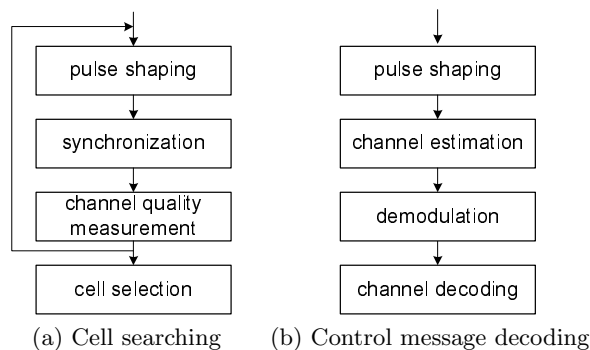 pulse shaping
synchronization
channel quality
measurement
cell selection
(a) Cell searching
pulse shaping
channel estimation
demodulation
channel decoding
(b) Control message decoding